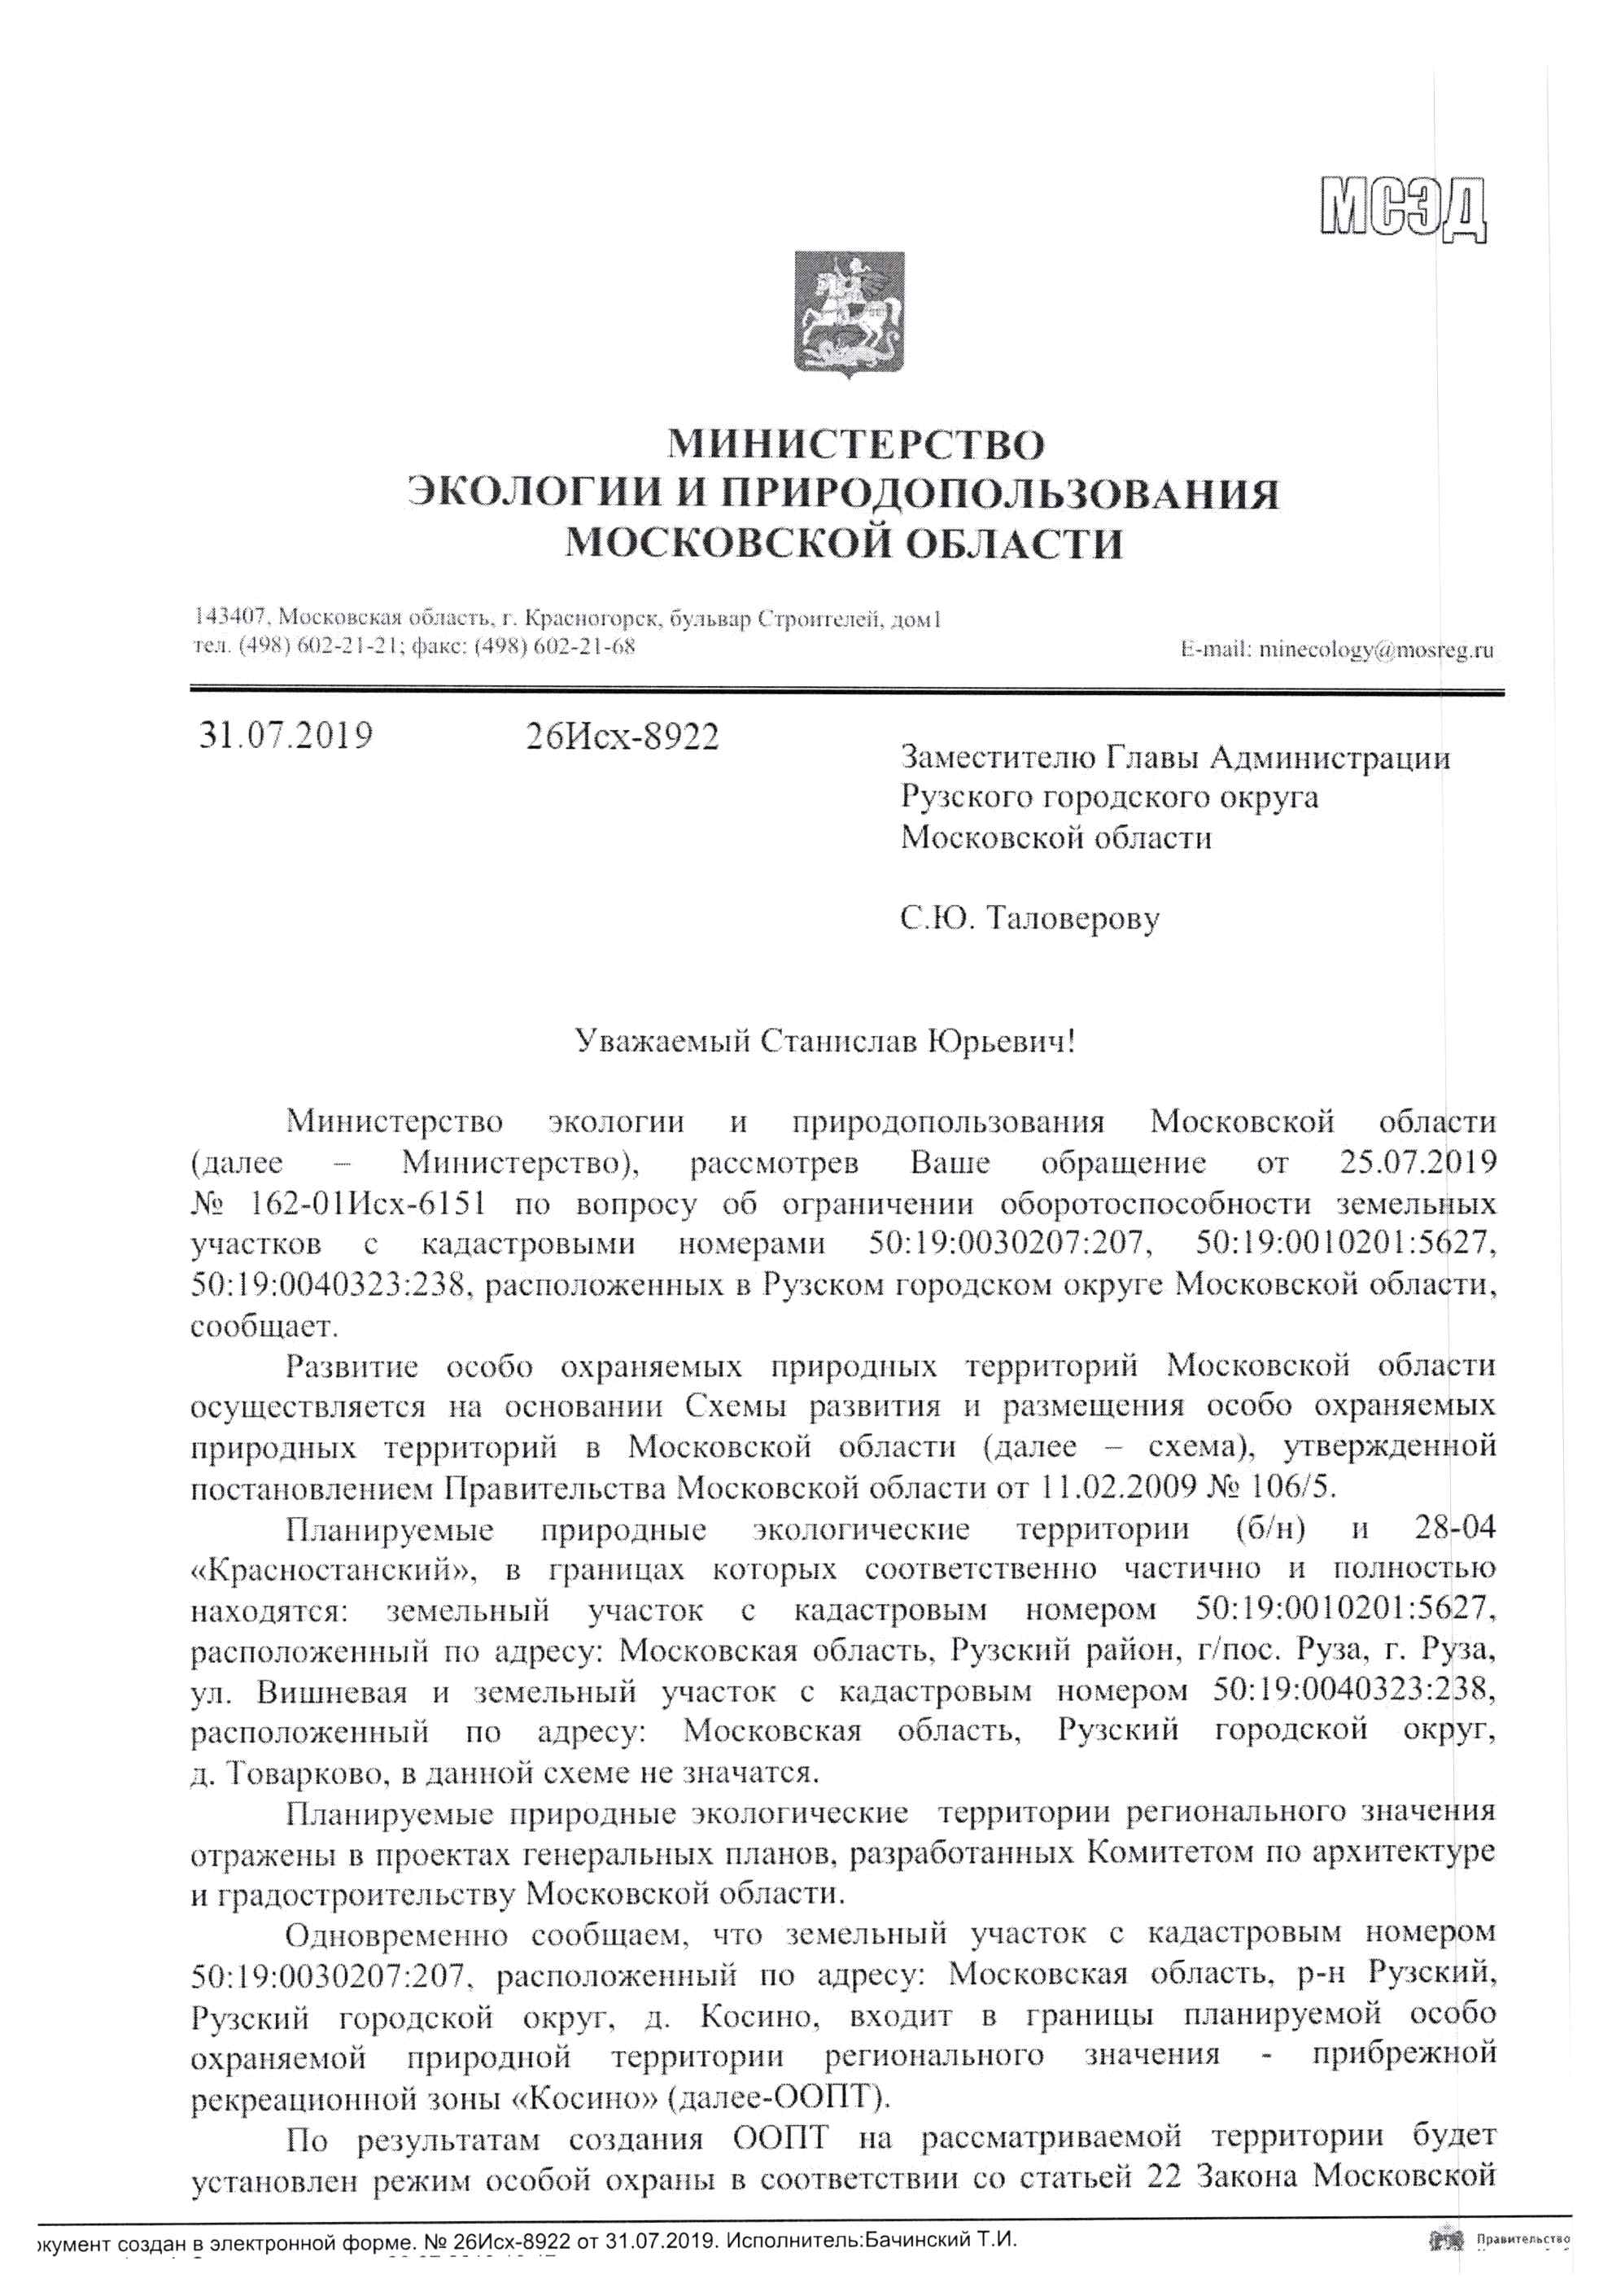 МСЭД
МИНИСТЕРСТВО
ЭКОЛОГИИ И ПРИРОДОПОЛЬЗОВАНИЯ
МОСКОВСКОЙ ОБЛАСТИ
143407, Московская область, г. Красногорск, бульвар Строителей, дом1
тел. (498) 602-21-21; факс: (498) 602-21-68
E-mail: minecology@mosreg.ru
31.07.2019 26Исх-8922
Заместителю Главы Администрации
Рузского городского округа
Московской области
С.Ю. Таловерову
Уважаемый Станислав Юрьевич!
Министерство экологии и природопользования Московской области
(далее – Министерство), рассмотрев Ваше обращение от 25.07.2019
№ 162-01Исх-6151 по вопросу об ограничении оборотоспособности земельных
участков с кадастровыми номерами 50:19:0030207:207, 50:19:0010201:5627,
50:19:0040323:238, расположенных в Рузском городском округе Московской области,
сообщает.
Развитие особо охраняемых природных территорий Московской области
осуществляется на основании Схемы развития и размещения особо охраняемых
природных территорий в Московской области (далее – схема), утвержденной
постановлением Правительства Московской области от 11.02.2009 № 106/5.
Планируемые природные экологические территории (б/н) и 28-04
«Красностанский», в границах которых соответственно частично и полностью
находятся: земельный участок с кадастровым номером 50:19:0010201:5627,
расположенный по адресу: Московская область, Рузский район, г/пос. Руза, г. Руза,
ул. Вишневая и земельный участок с кадастровым номером 50:19:0040323:238,
расположенный по адресу: Московская область, Рузский городской округ,
д. Товарково, в данной схеме не значатся.
Планируемые природные экологические территории регионального значения
отражены в проектах генеральных планов, разработанных Комитетом по архитектуре
и градостроительству Московской области.
Одновременно сообщаем, что земельный участок с кадастровым номером
50:19:0030207:207, расположенный по адресу: Московская область, р-н Рузский,
Рузский городской округ, д. Косино, входит в границы планируемой особо
охраняемой природной территории регионального значения - прибрежной
рекреационной зоны «Косино» (далее-ООПТ).
По результатам создания ООПТ на рассматриваемой территории будет
установлен режим особой охраны в соответствии со статьей 22 Закона Московской
окумент создан в электронной форме. № 26Исх-8922 от 31.07.2019. Исполнитель:Бачинский Т.И.
Правительство